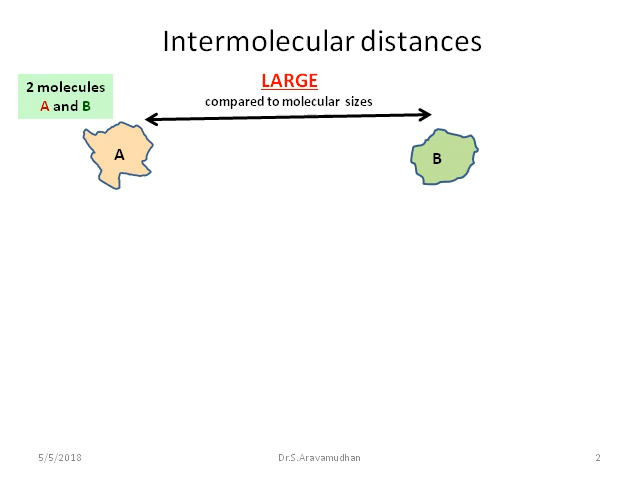 Intermolecular distances
2 molecules
A and B
LARGE
compared to molecular sizes
A
B
5/5/2018
Dr.S.Aravamudhan
2